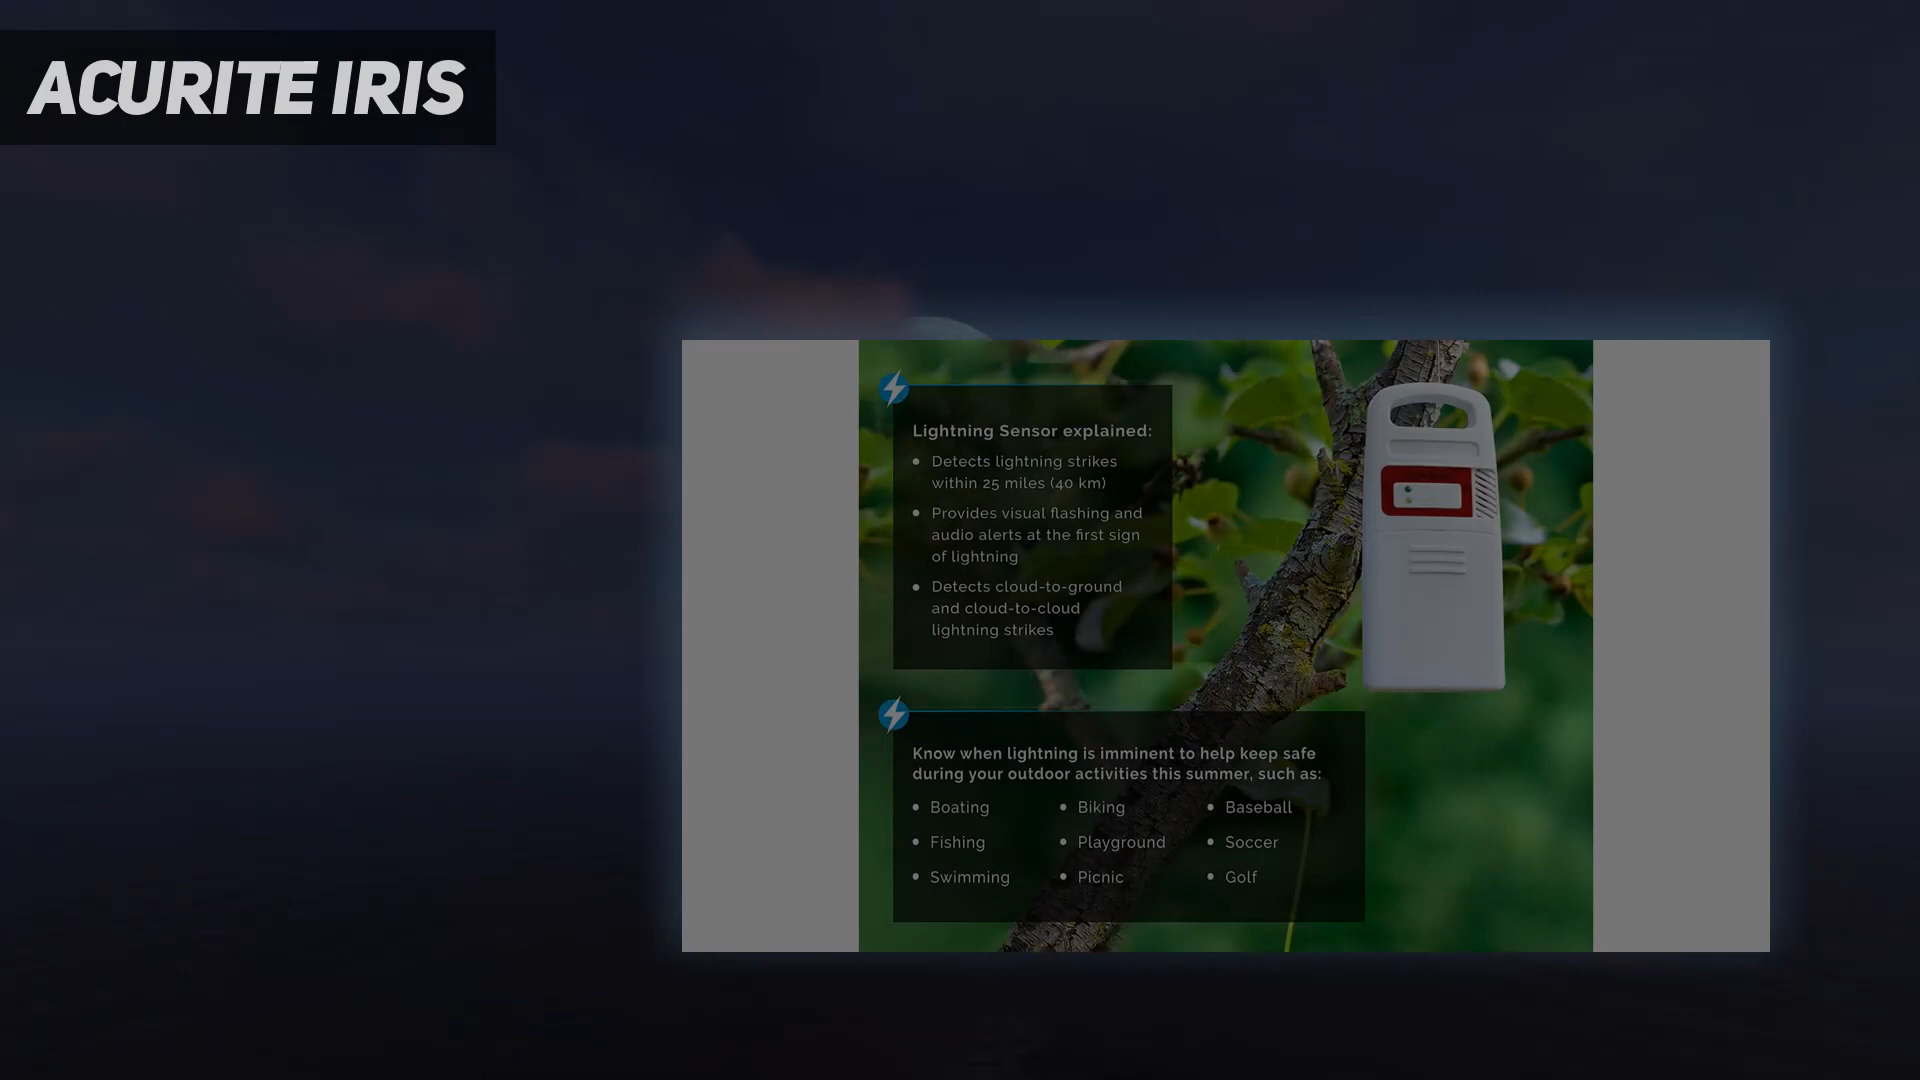 ACURITE IRIS
Lightning Sensor explained:
• Detects lightning strikes
within 25 miles (40 km)
• Provides visual flashing and
audio alerts at the first sign
of lightning
• Detects cloud-to-ground
and cloud-to-cloud
lightning strikes
Know when lightning is imminent to help keep safe
during your outdoor activities this summer, such as:
• Boating • Biking • Baseball
• Fishing • Playground • Soccer
• Swimming • Picnic • Golf